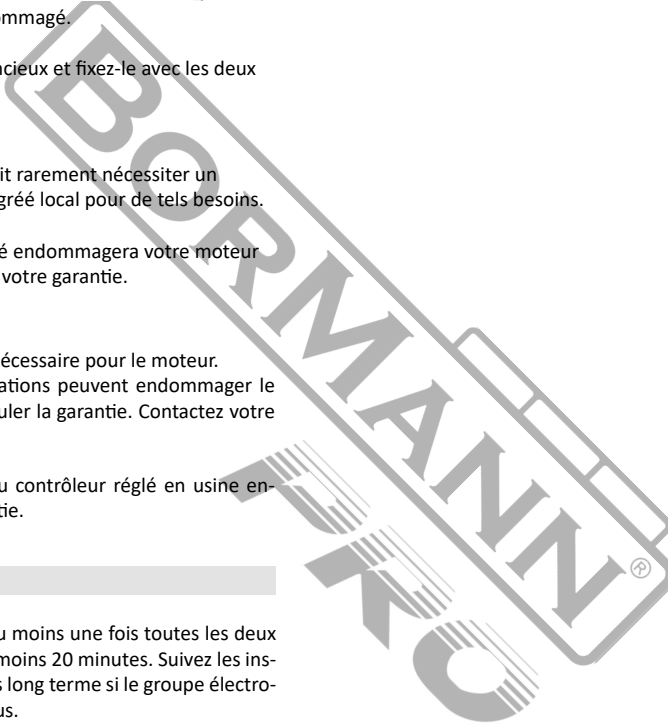 ommagé.
ncieux et fixez-le avec les deux
it rarement nécessiter un
gréé local pour de tels besoins.
é endommagera votre moteur
votre garantie.
écessaire pour le moteur.
ations peuvent endommager le
uler la garantie. Contactez votre
u contrôleur réglé en usine en-
tie.
u moins une fois toutes les deux
moins 20 minutes. Suivez les ins-
s long terme si le groupe électro-
us.
BORMANN®
PRO